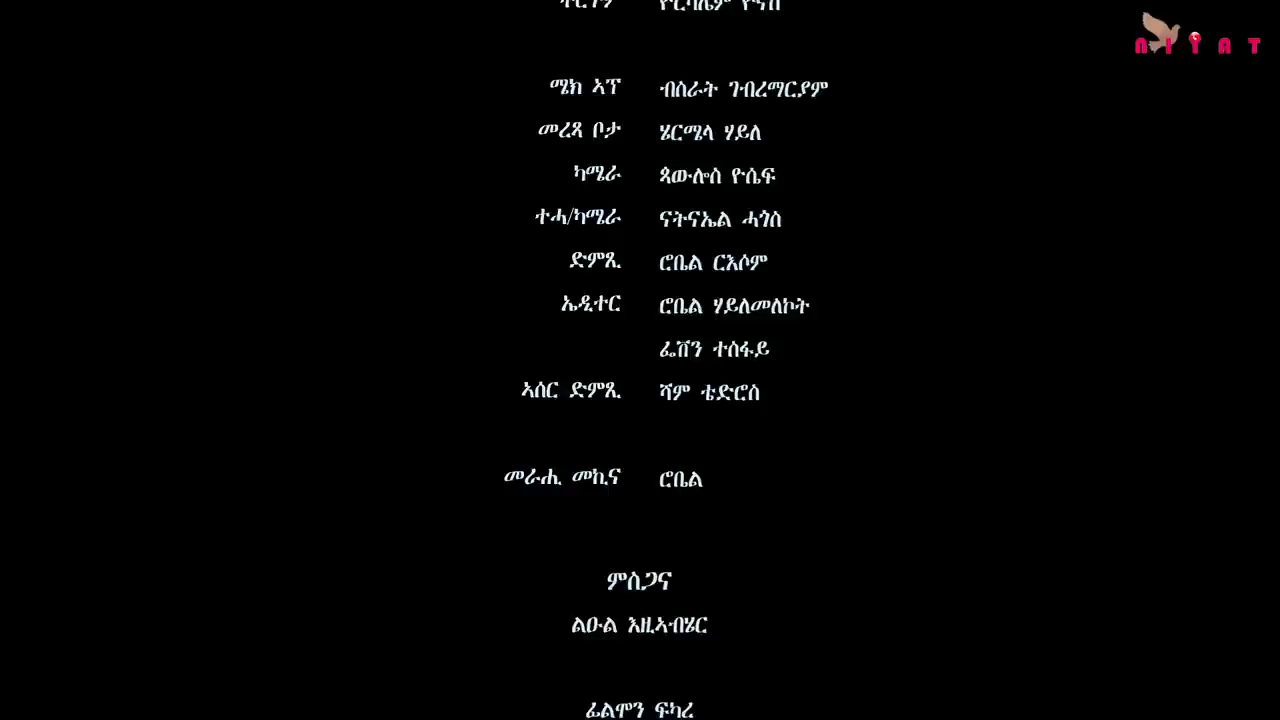 NIYAT
ሜክ ኣፕ ብስራት ገብረማርያም
መረጻ ቦታ ሄርሜላ ሃይለ
ካሜራ ጳውሎስ ዮሴፍ
ተሓ/ካሜራ ናትናኤል ሓጎስ
ድምጺ ሮቤል ርእሶም
ኤዲተር ሮቤል ሃይለመለኮት
ፌቨን ተስፋይ
ኣሰር ድምጺ ሻም ቴድሮስ
መራሒ መኪና ሮቤል
ምስጋና
ልዑል እዚኣብሄር
ፊልሞን ፍካረ